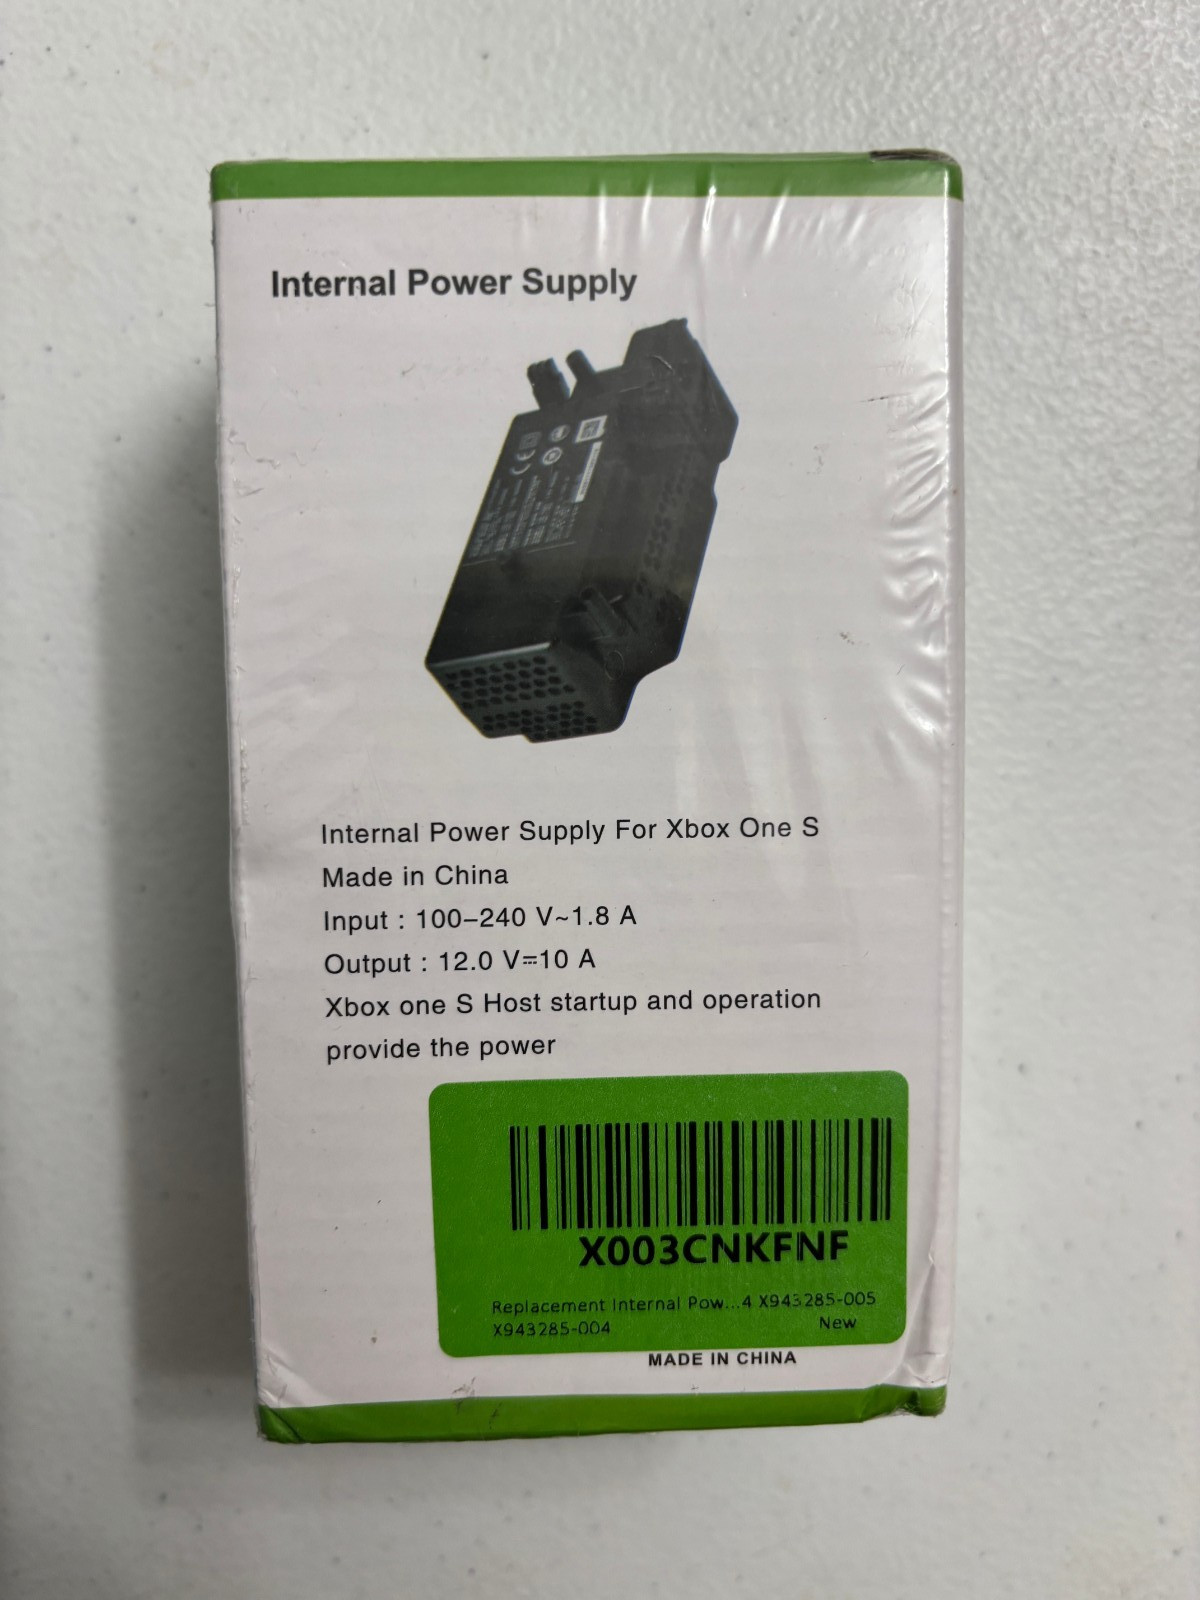 Internal Power Supply
Internal Power Supply For Xbox One S
Made in China
Input : 100–240 V~1.8 A
Output : 12.0 V⎓10 A
Xbox one S Host startup and operation
provide the power
X003CNKFNF
Replacement Internal Pow...4 X943285-005
X943285-004 New
MADE IN CHINA